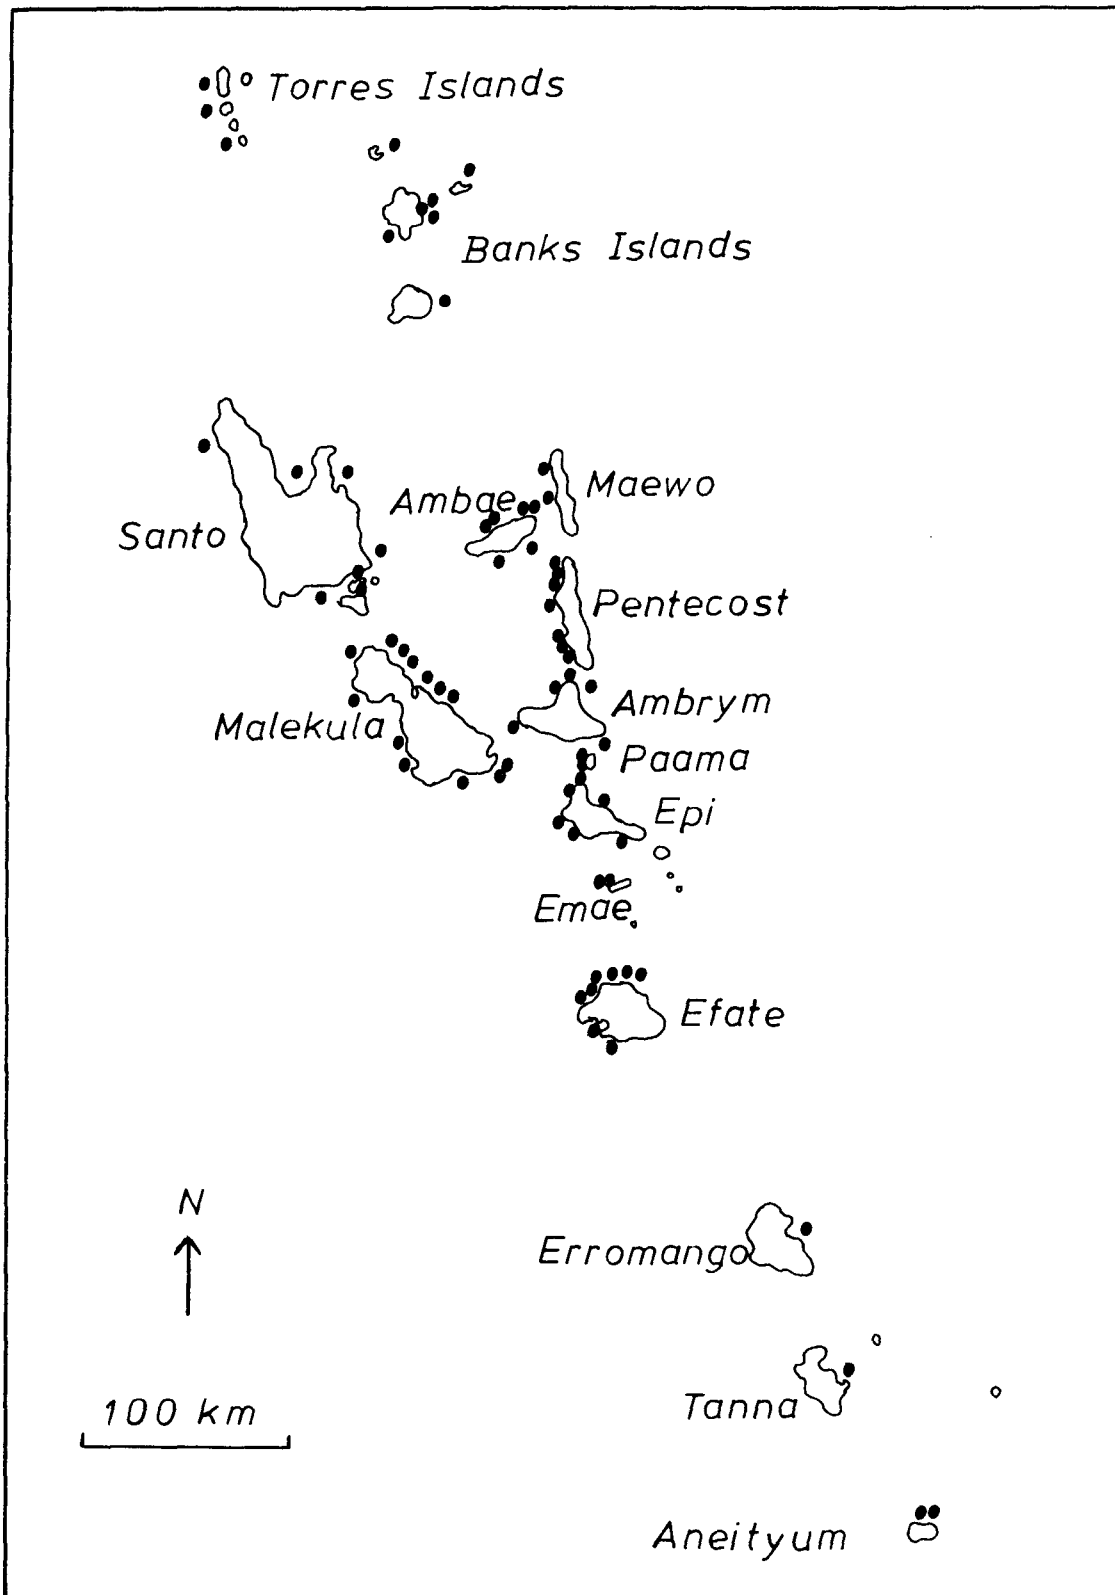 Torres Islands
Banks Islands
Maewo
Ambae
Santo
Pentecost
Ambrym
Malekula
Paama
Epi
Emae
Efate
N
Erromango
100 km
Tanna
Aneityum